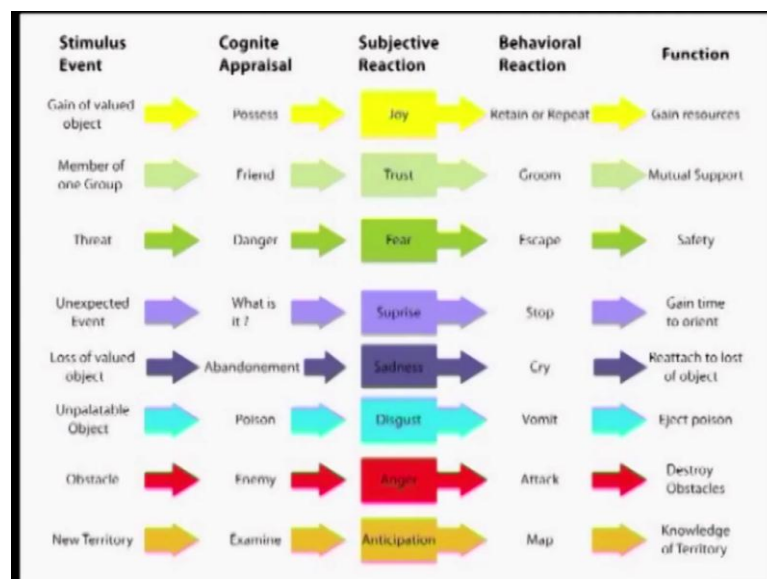 Stimulus Event
Cognite Appraisal
Subjective Reaction
Behavioral Reaction
Function
Gain of valued object
Possess
Joy
Retain or Repeat
Gain resources
Member of one Group
Friend
Trust
Groom
Mutual Support
Threat
Danger
Fear
Escape
Safety
Unexpected Event
What is it ?
Suprise
Stop
Gain time to orient
Loss of valued object
Abandonement
Sadness
Cry
Reattach to lost of object
Unpalatable Object
Poison
Disgust
Vomit
Eject poison
Obstacle
Enemy
Anger
Attack
Destroy Obstacles
New Territory
Examine
Anticipation
Map
Knowledge of Territory